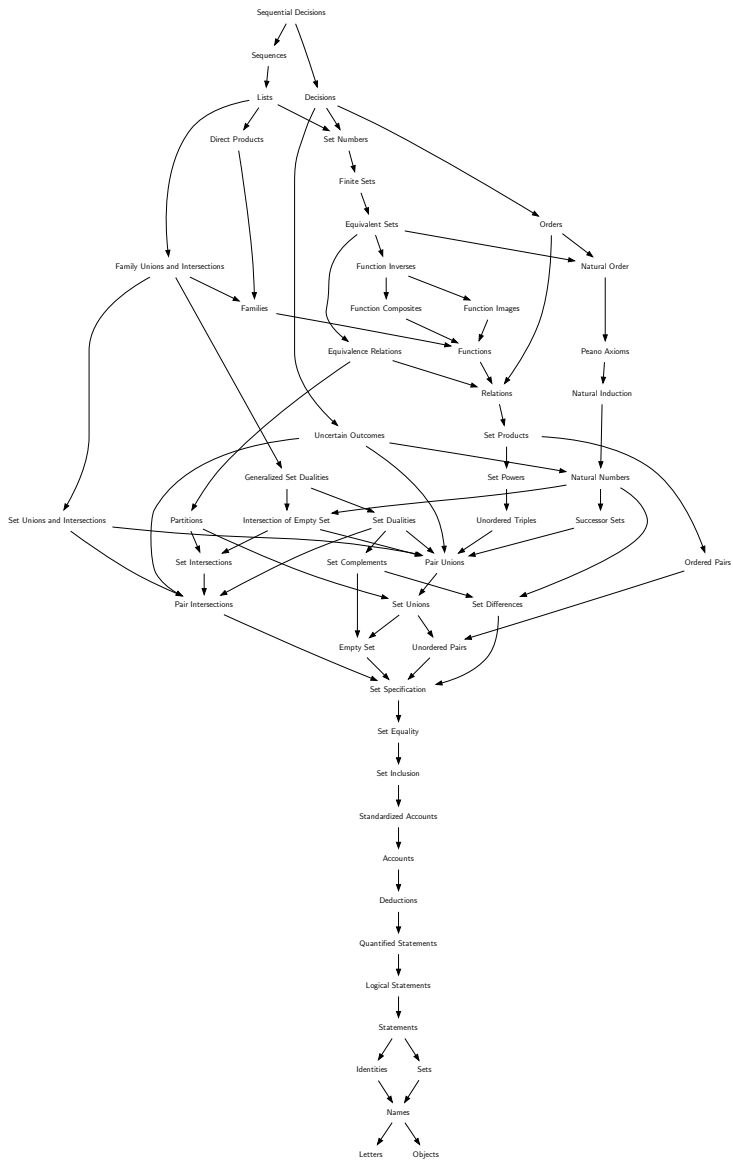 Sequential Decisions
Sequences
Lists
Decisions
Direct Products
Set Numbers
Finite Sets
Equivalent Sets
Orders
Family Unions and Intersections
Function Inverses
Natural Order
Families
Function Composites
Function Images
Equivalence Relations
Functions
Peano Axioms
Relations
Natural Induction
Uncertain Outcomes
Set Products
Generalized Set Dualities
Set Powers
Natural Numbers
Set Unions and Intersections
Partitions
Intersection of Empty Set
Set Dualities
Unordered Triples
Successor Sets
Set Intersections
Set Complements
Pair Unions
Ordered Pairs
Pair Intersections
Set Unions
Set Differences
Empty Set
Unordered Pairs
Set Specification
Set Equality
Set Inclusion
Standardized Accounts
Accounts
Deductions
Quantified Statements
Logical Statements
Statements
Identities
Sets
Names
Letters
Objects